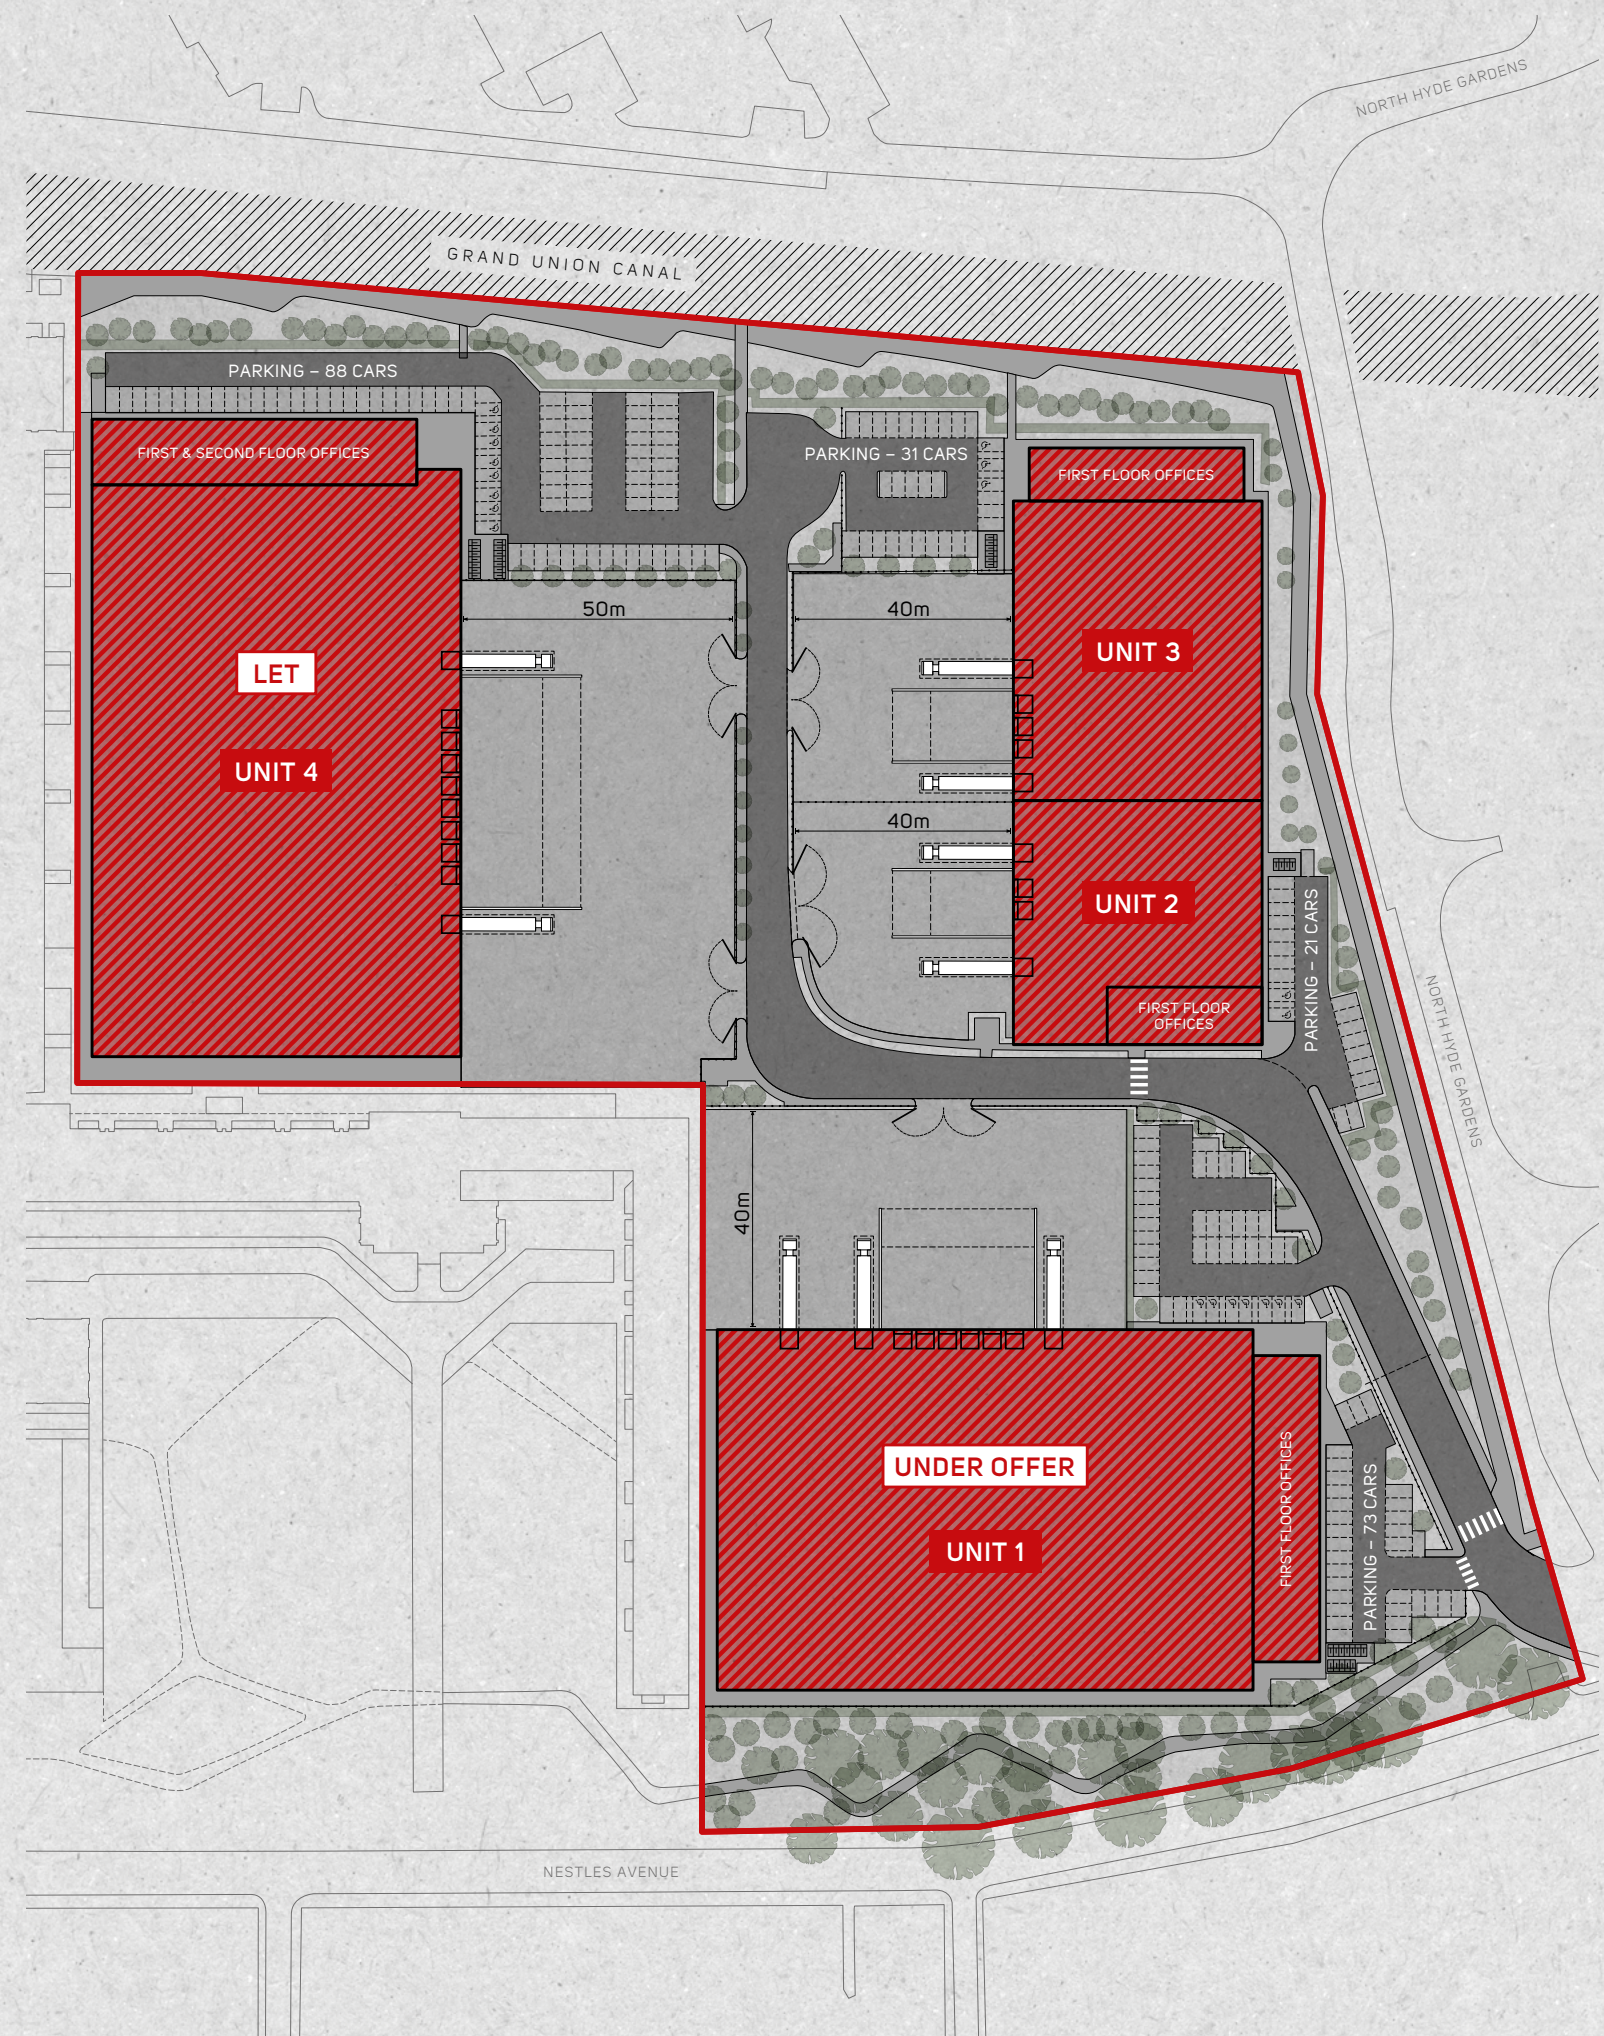 NORTH HYDE GARDENS
GRAND UNION CANAL
PARKING – 88 CARS
FIRST & SECOND FLOOR OFFICES
PARKING – 31 CARS
FIRST FLOOR OFFICES
50m
40m
LET
UNIT 3
UNIT 4
40m
UNIT 2
PARKING – 21 CARS
FIRST FLOOR
OFFICES
NORTH HYDE GARDENS
40m
UNDER OFFER
UNIT 1
FIRST FLOOR OFFICES
PARKING – 73 CARS
NESTLES AVENUE